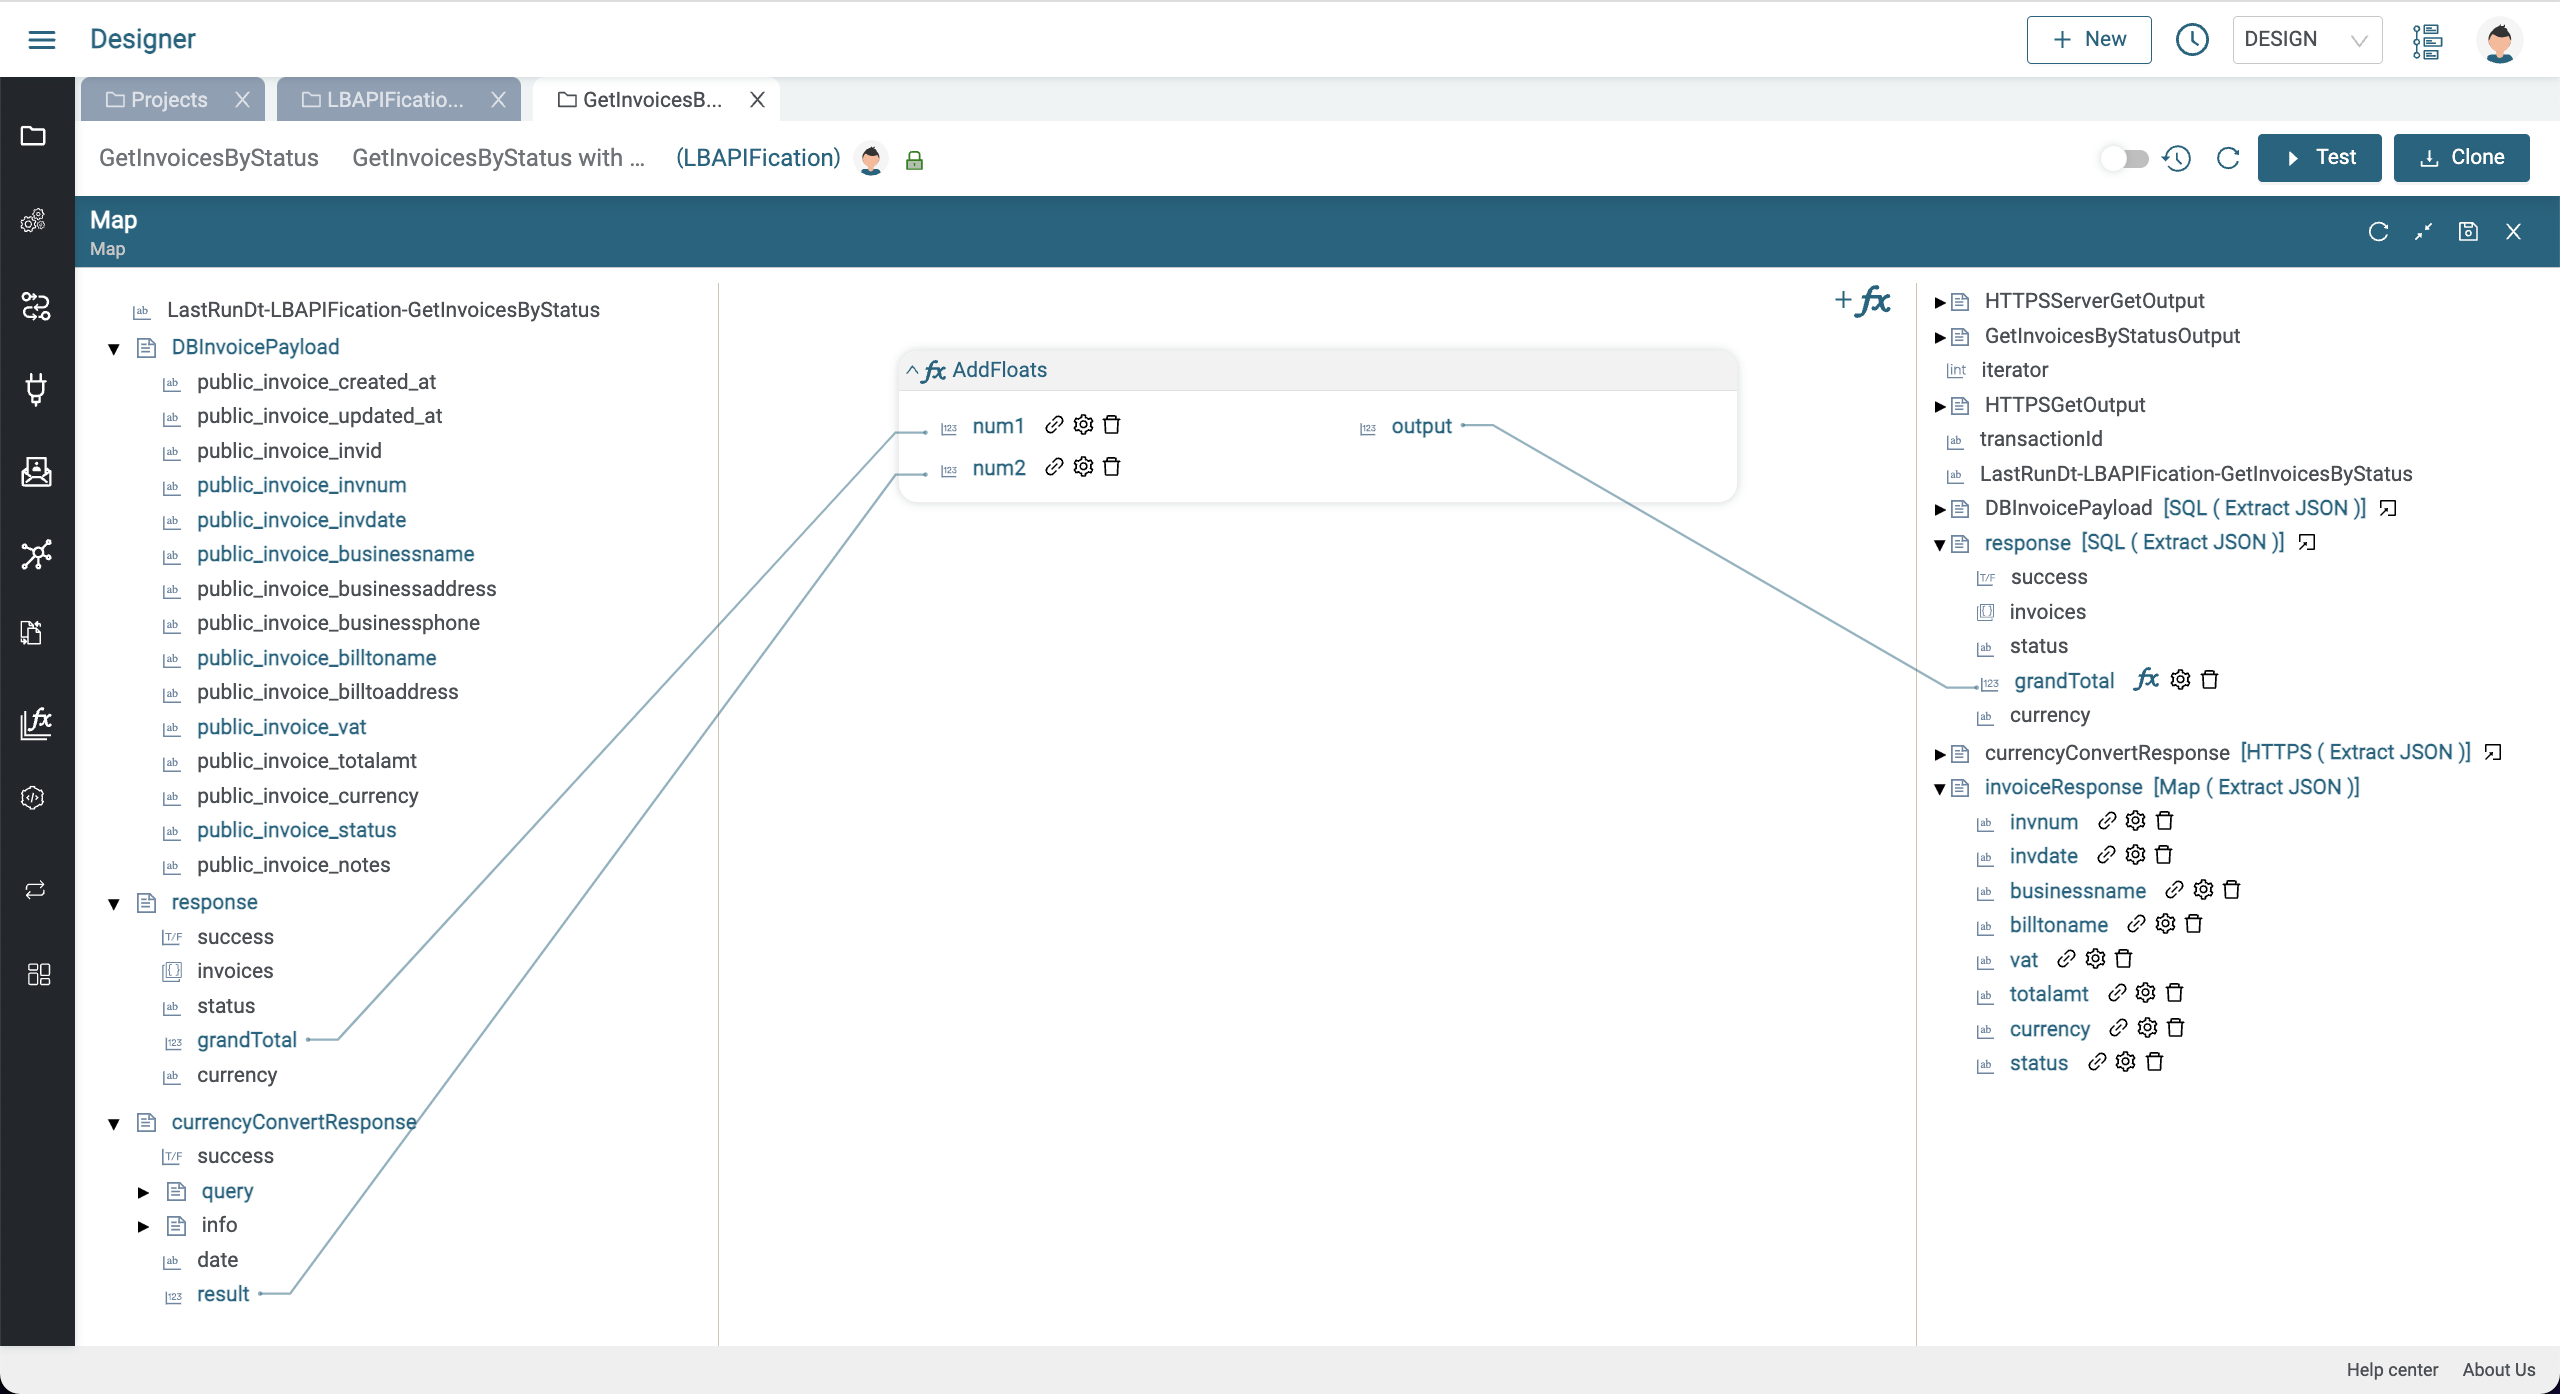 Designer
New
DESIGN
Projects
LBAPIFicatio...
GetInvoicesB...
GetInvoicesByStatus
GetInvoicesByStatus with ...
(LBAPIFication)
Test
Clone
Map
Map
LastRunDt-LBAPIFication-GetInvoicesByStatus
DBInvoicePayload
public_invoice_created_at
public_invoice_updated_at
public_invoice_invid
public_invoice_invnum
public_invoice_invdate
public_invoice_businessname
public_invoice_businessaddress
public_invoice_businessphone
public_invoice_billtoname
public_invoice_billtoaddress
public_invoice_vat
public_invoice_totalamt
public_invoice_currency
public_invoice_status
public_invoice_notes
response
success
invoices
status
grandTotal
currency
currencyConvertResponse
success
query
info
date
result
+ fx
fx AddFloats
num1
num2
output
HTTPSServerGetOutput
GetInvoicesByStatusOutput
iterator
HTTPSGetOutput
transactionId
LastRunDt-LBAPIFication-GetInvoicesByStatus
DBInvoicePayload [SQL ( Extract JSON )]
response [SQL ( Extract JSON )]
success
invoices
status
grandTotal fx
currency
currencyConvertResponse [HTTPS ( Extract JSON )]
invoiceResponse [Map ( Extract JSON )]
invnum
invdate
businessname
billtoname
vat
totalamt
currency
status
Help center
About Us